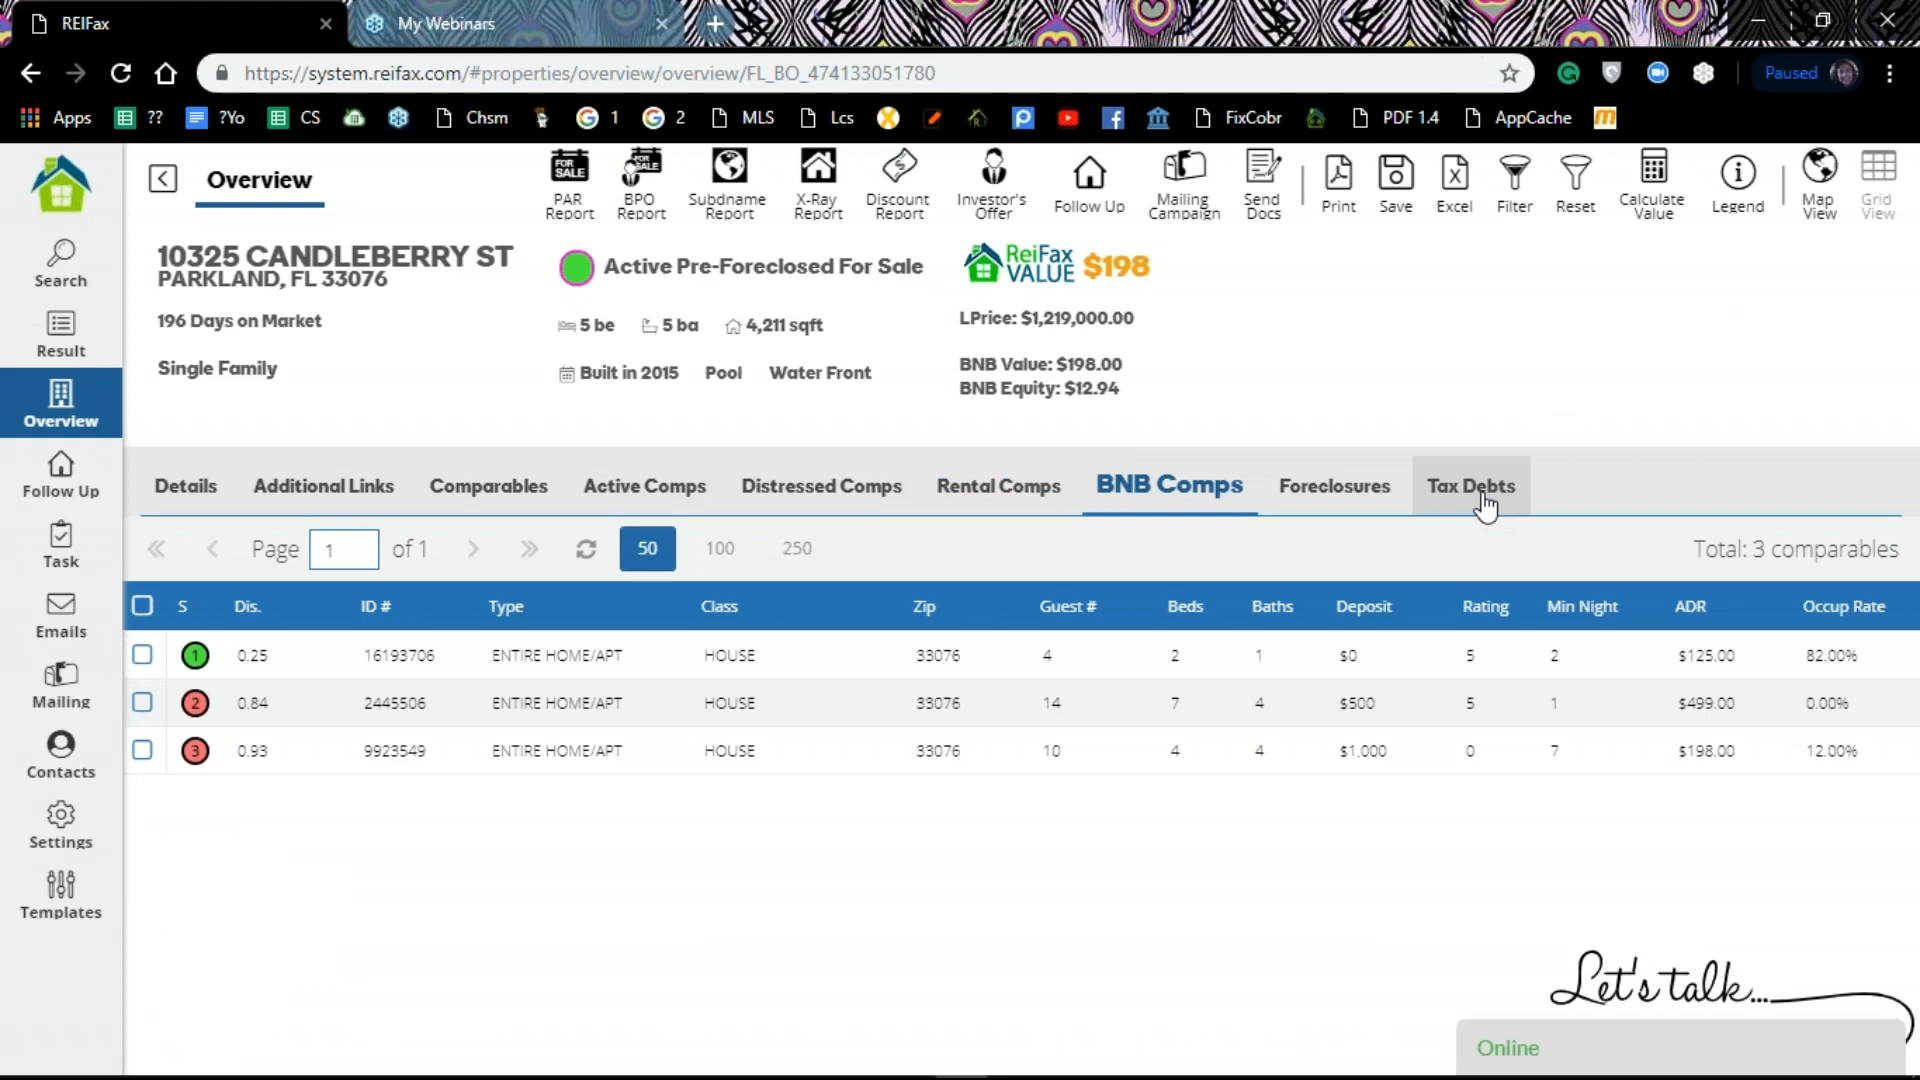 REIFax
My Webinars
https://system.reifax.com/#properties/overview/overview/FL_BO_474133051780
Paused
Apps
??
?Yo
CS
Chsm
1
2
MLS
Lcs
FixCobr
PDF 1.4
AppCache
Overview
FOR SALE
PAR Report
BPO Report
Subdname Report
X-Ray Report
Discount Report
Investor's Offer
Follow Up
Mailing Campaign
Send Docs
Print
Save
Excel
Filter
Reset
Calculate Value
Legend
Map View
Grid View
Search
Result
Overview
Follow Up
Task
Emails
Mailing
Contacts
Settings
Templates
10325 CANDLEBERRY ST
PARKLAND, FL 33076
196 Days on Market
Single Family
Active Pre-Foreclosed For Sale
5 be 5 ba 4,211 sqft
Built in 2015 Pool Water Front
ReiFax VALUE $198
LPrice: $1,219,000.00
BNB Value: $198.00
BNB Equity: $12.94
Details Additional Links Comparables Active Comps Distressed Comps Rental Comps BNB Comps Foreclosures Tax Debts
Page 1 of 1 50 100 250 Total: 3 comparables
S Dis. ID # Type Class Zip Guest # Beds Baths Deposit Rating Min Night ADR Occup Rate
1 0.25 16193706 ENTIRE HOME/APT HOUSE 33076 4 2 1 $0 5 2 $125.00 82.00%
2 0.84 2445506 ENTIRE HOME/APT HOUSE 33076 14 7 4 $500 5 1 $499.00 0.00%
3 0.93 9923549 ENTIRE HOME/APT HOUSE 33076 10 4 4 $1,000 0 7 $198.00 12.00%
Let's talk...
Online